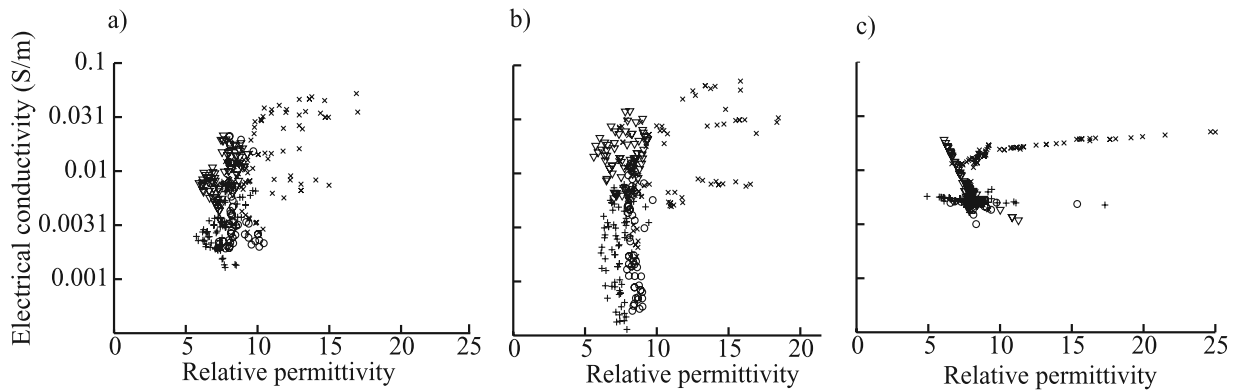 a)
b)
c)
Electrical conductivity (S/m)
0.1
0.031
0.01
0.0031
0.001
0 5 10 15 20 25
0 5 10 15 20
0 5 10 15 20 25
Relative permittivity
Relative permittivity
Relative permittivity